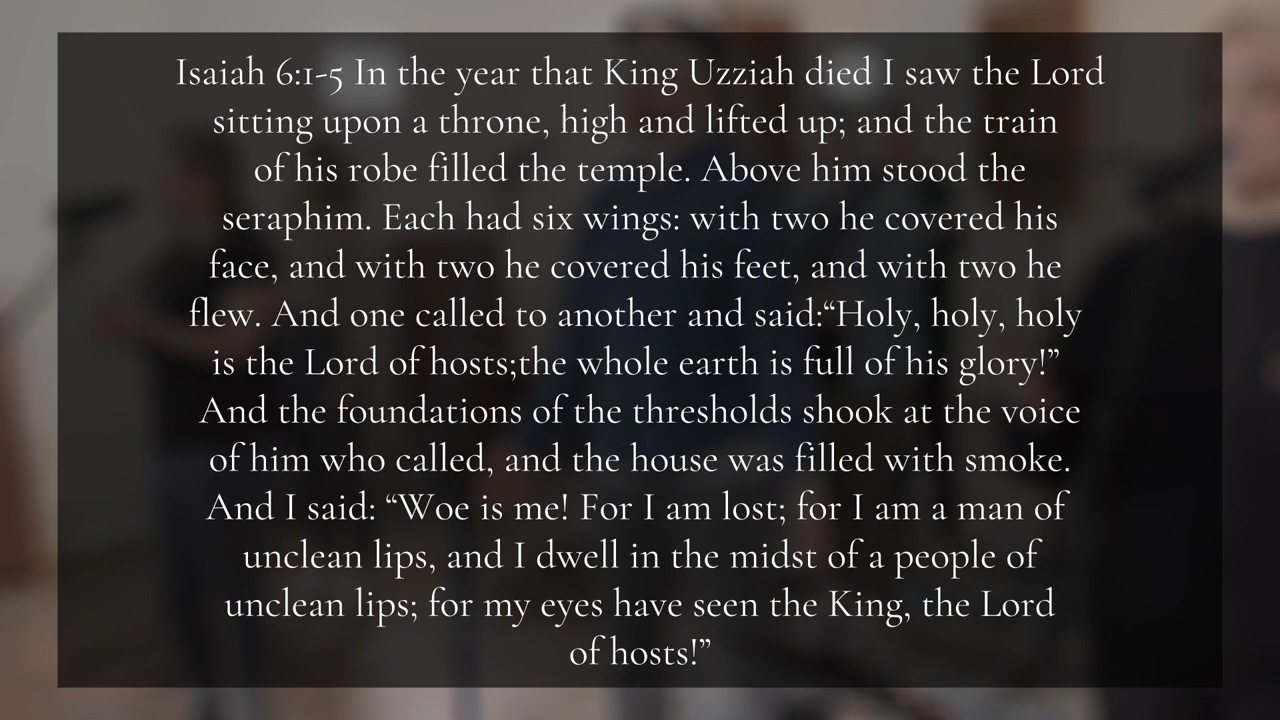 Isaiah 6:1-5 In the year that King Uzziah died I saw the Lord
sitting upon a throne, high and lifted up; and the train
of his robe filled the temple. Above him stood the
seraphim. Each had six wings: with two he covered his
face, and with two he covered his feet, and with two he
flew. And one called to another and said:“Holy, holy, holy
is the Lord of hosts;the whole earth is full of his glory!”
And the foundations of the thresholds shook at the voice
of him who called, and the house was filled with smoke.
And I said: “Woe is me! For I am lost; for I am a man of
unclean lips, and I dwell in the midst of a people of
unclean lips; for my eyes have seen the King, the Lord
of hosts!”